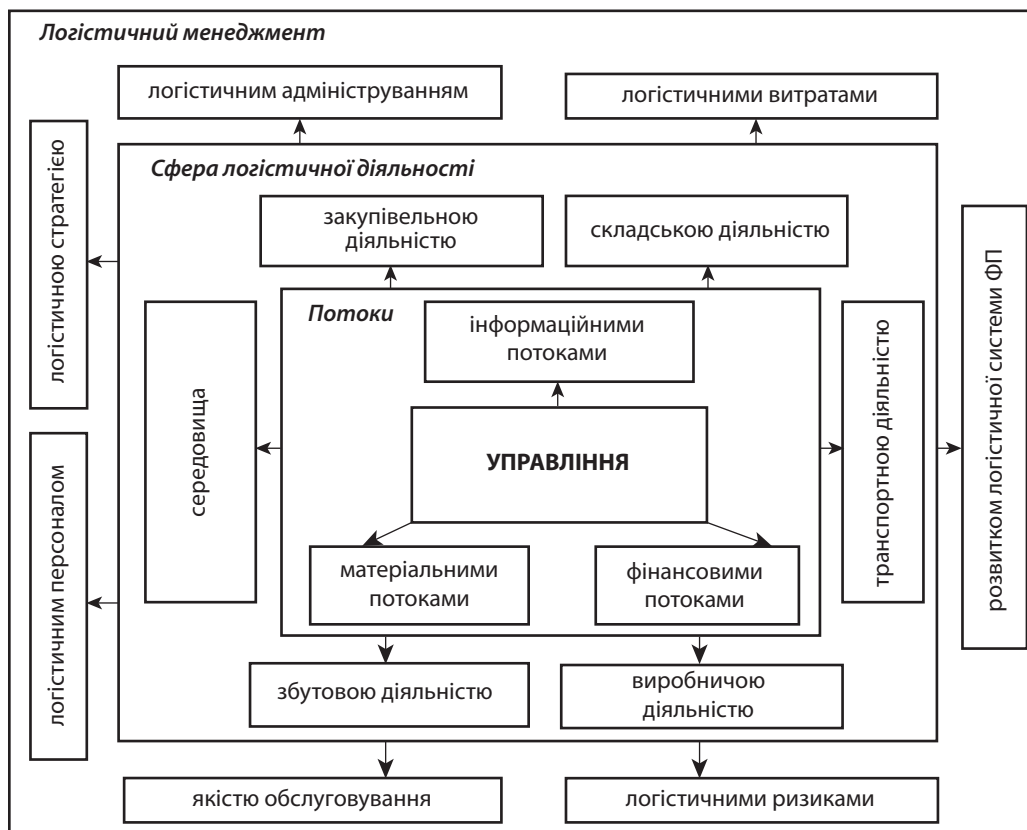 Логістичний менеджмент
логістичним адмініструванням
логістичними витратами
логістичною стратегією
Сфера логістичної діяльності
закупівельною
діяльністю
складською діяльністю
розвитком логістичної системи ФП
Потоки
інформаційними
потоками
середовища
транспортною діяльністю
УПРАВЛІННЯ
логістичним персоналом
матеріальними
потоками
фінансовими
потоками
збутовою діяльністю
виробничою
діяльністю
якістю обслуговування
логістичними ризиками